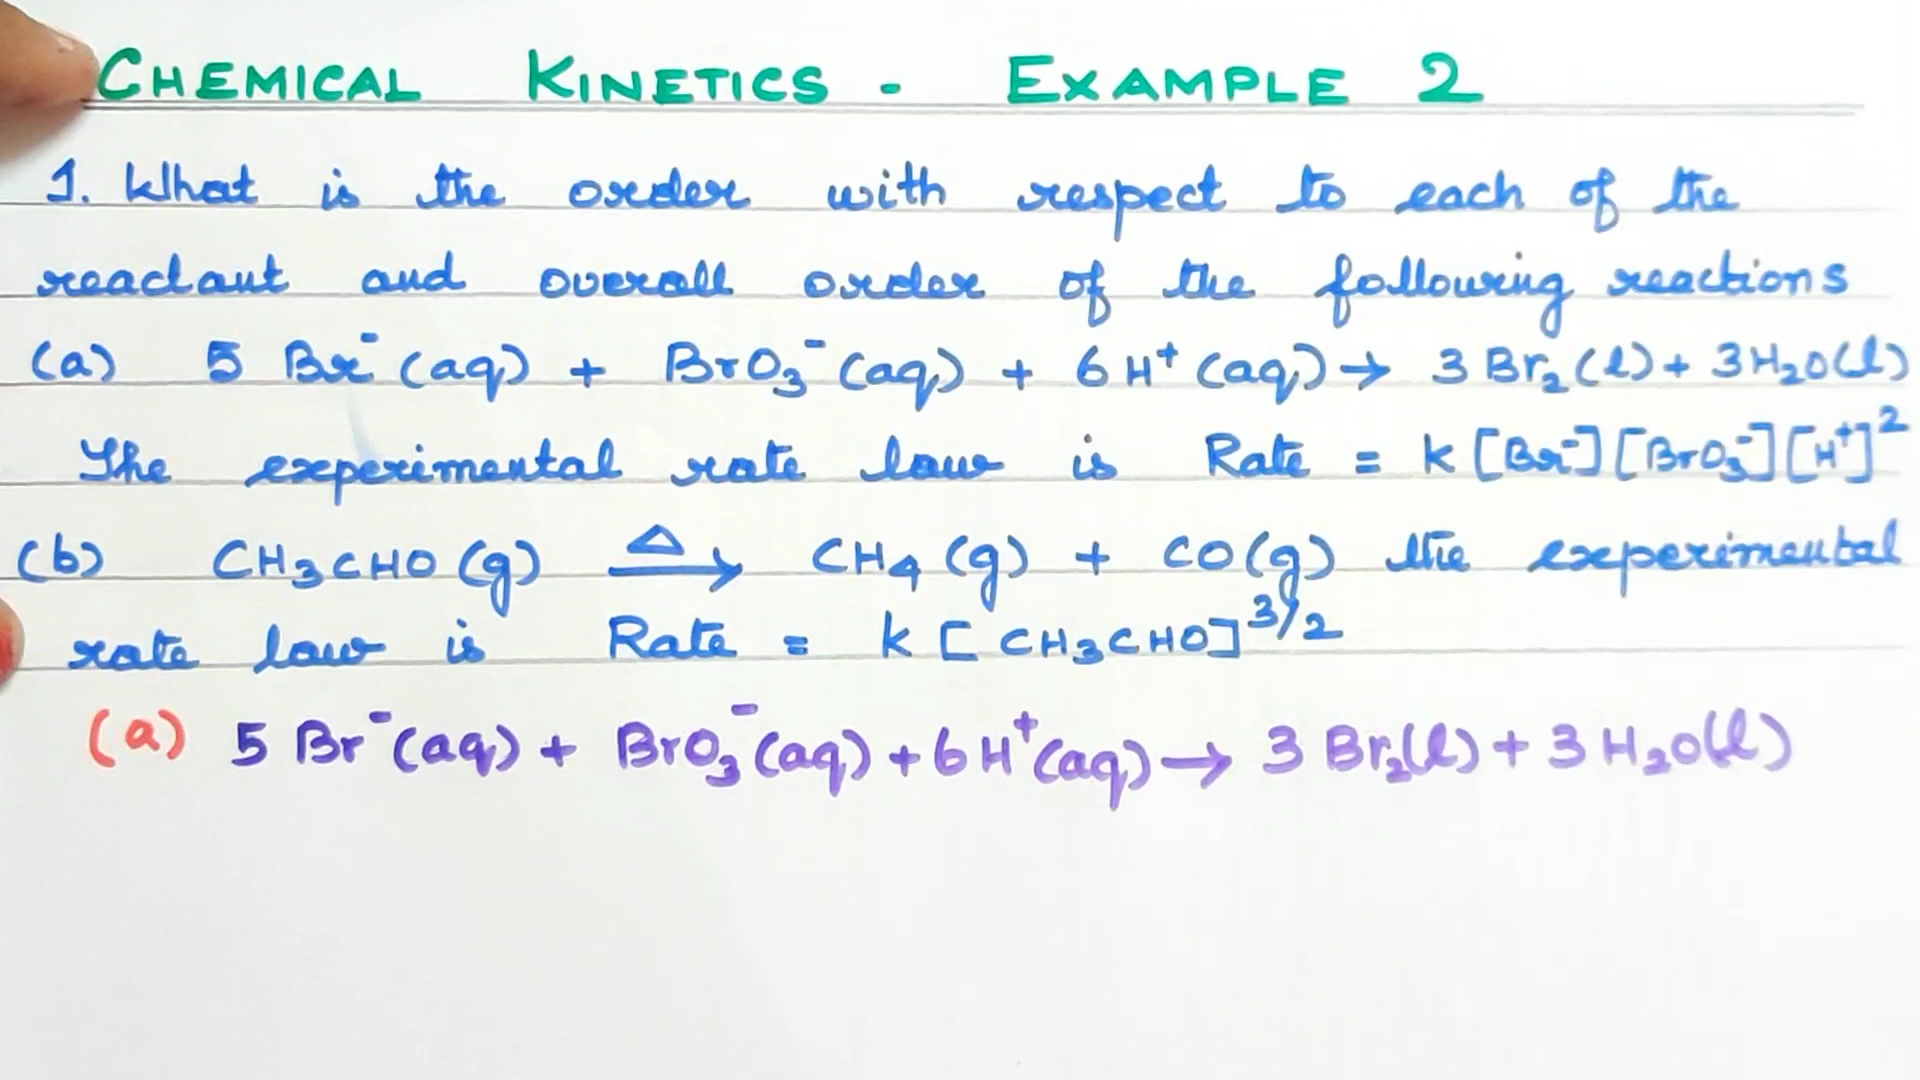 CHEMICAL KINETICS - EXAMPLE 2
1. What is the order with respect to each of the
reactant and overall order of the following reactions
(a) 5 Br⁻ (aq) + BrO₃⁻ (aq) + 6 H⁺ (aq) → 3 Br₂ (l) + 3 H₂O (l)
The experimental rate law is Rate = k [Br⁻] [BrO₃⁻] [H⁺]²
(b) CH₃CHO (g) —Δ→ CH₄ (g) + CO (g) the experimental
rate law is Rate = k [CH₃CHO]^3/2
(a) 5 Br⁻ (aq) + BrO₃⁻ (aq) + 6 H⁺ (aq) → 3 Br₂ (l) + 3 H₂O (l)